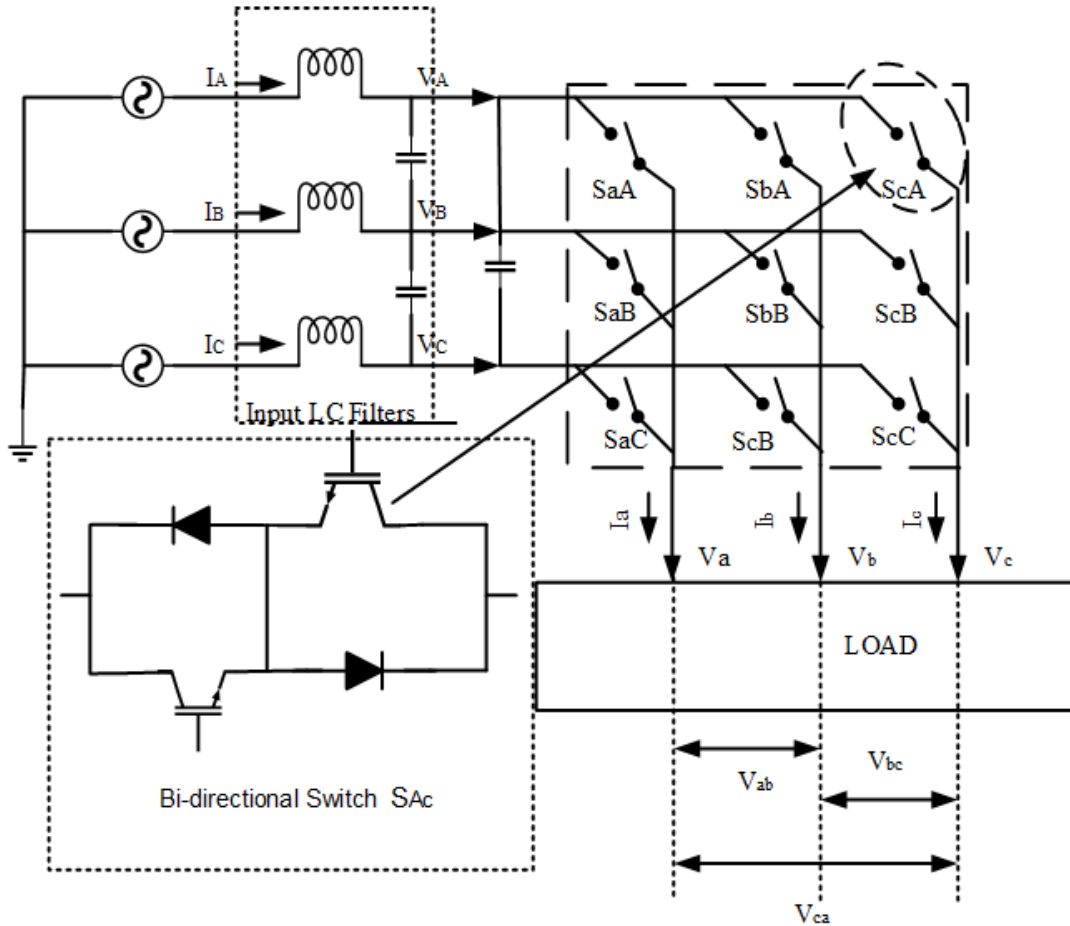 IA
VA
IB
VB
IC
VC
Input LC Filters
SaA
SbA
ScA
SaB
SbB
ScB
SaC
ScB
ScC
Ia
Ib
Ic
Va
Vb
Vc
LOAD
Vab
Vbc
Vca
Bi-directional Switch SAc